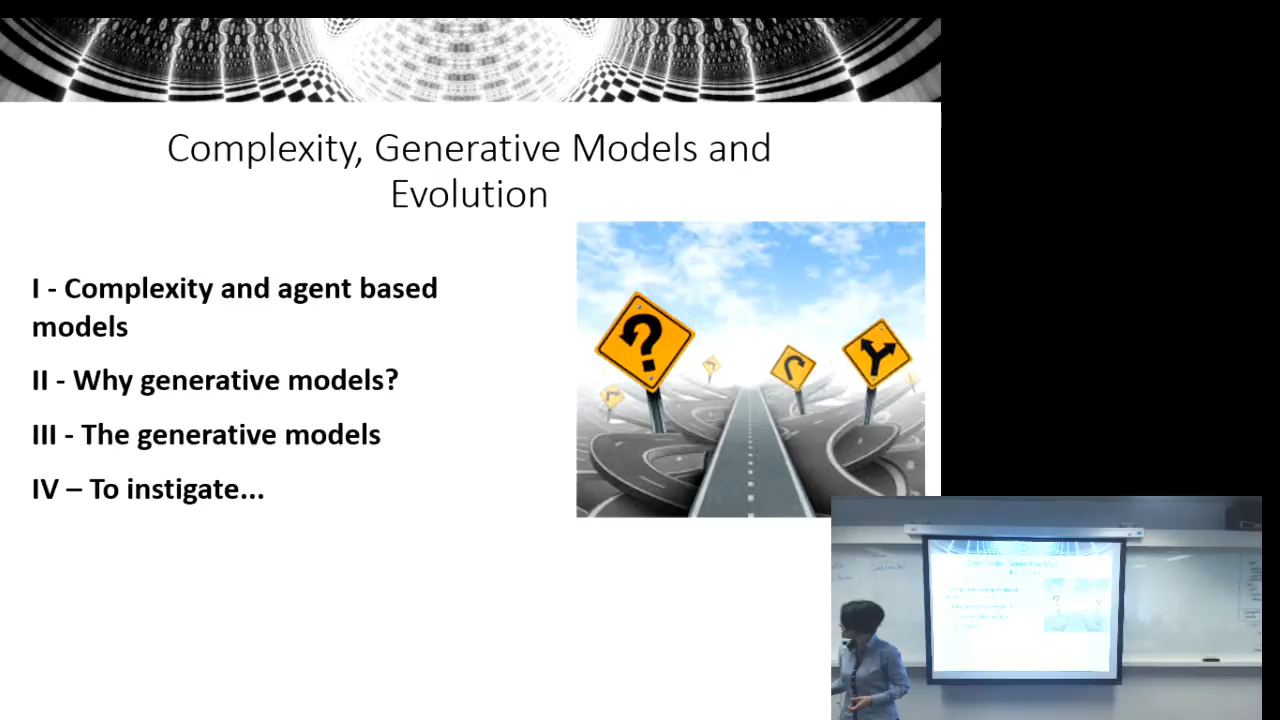 Complexity, Generative Models and
Evolution
I - Complexity and agent based
models
II - Why generative models?
III - The generative models
IV – To instigate...